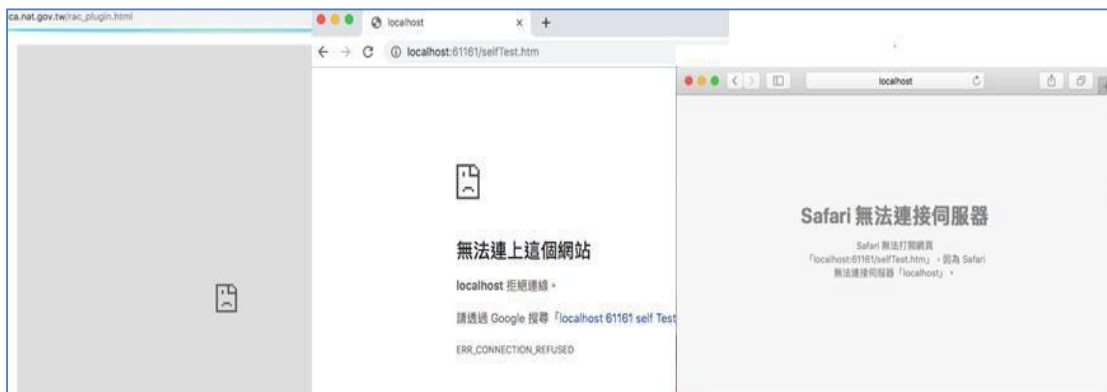 ca.nat.gov.tw/rac_plugin.html
localhost
localhost:61161/selfTest.htm
無法連上這個網站
localhost 拒絕連線。
請透過 Google 搜尋「localhost 61161 self Test
ERR_CONNECTION_REFUSED
localhost
Safari 無法連接伺服器
Safari 無法打開網頁
「localhost:61161/selfTest.htm」，因為 Safari
無法連接伺服器「localhost」。